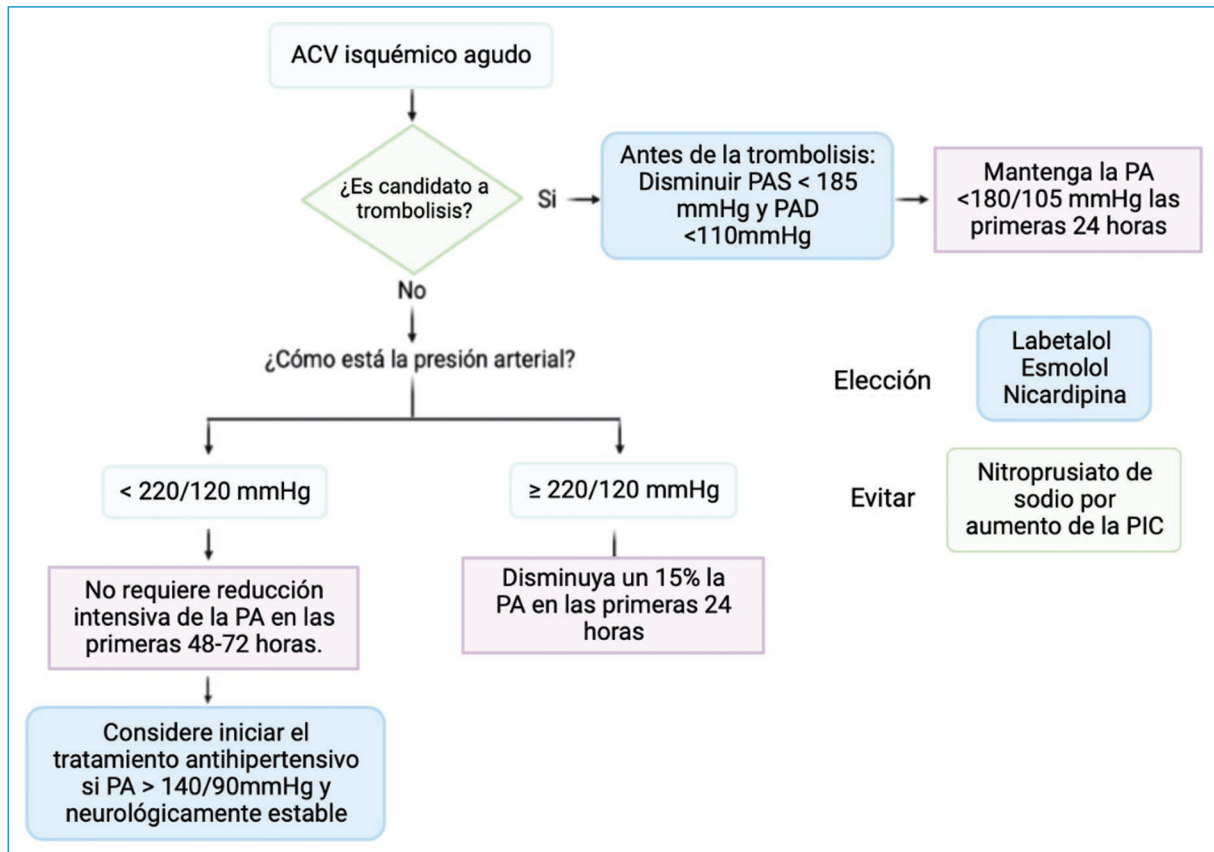 ACV isquémico agudo
¿Es candidato a
trombolisis?
Si
Antes de la trombolisis:
Disminuir PAS < 185
mmHg y PAD
<110mmHg
Mantenga la PA
<180/105 mmHg las
primeras 24 horas
No
¿Cómo está la presión arterial?
Elección
Labetalol
Esmolol
Nicardipina
< 220/120 mmHg
≥ 220/120 mmHg
Evitar
Nitroprusiato de
sodio por
aumento de la PIC
No requiere reducción
intensiva de la PA en las
primeras 48-72 horas.
Disminuya un 15% la
PA en las primeras 24
horas
Considere iniciar el
tratamiento antihipertensivo
si PA > 140/90mmHg y
neurológicamente estable